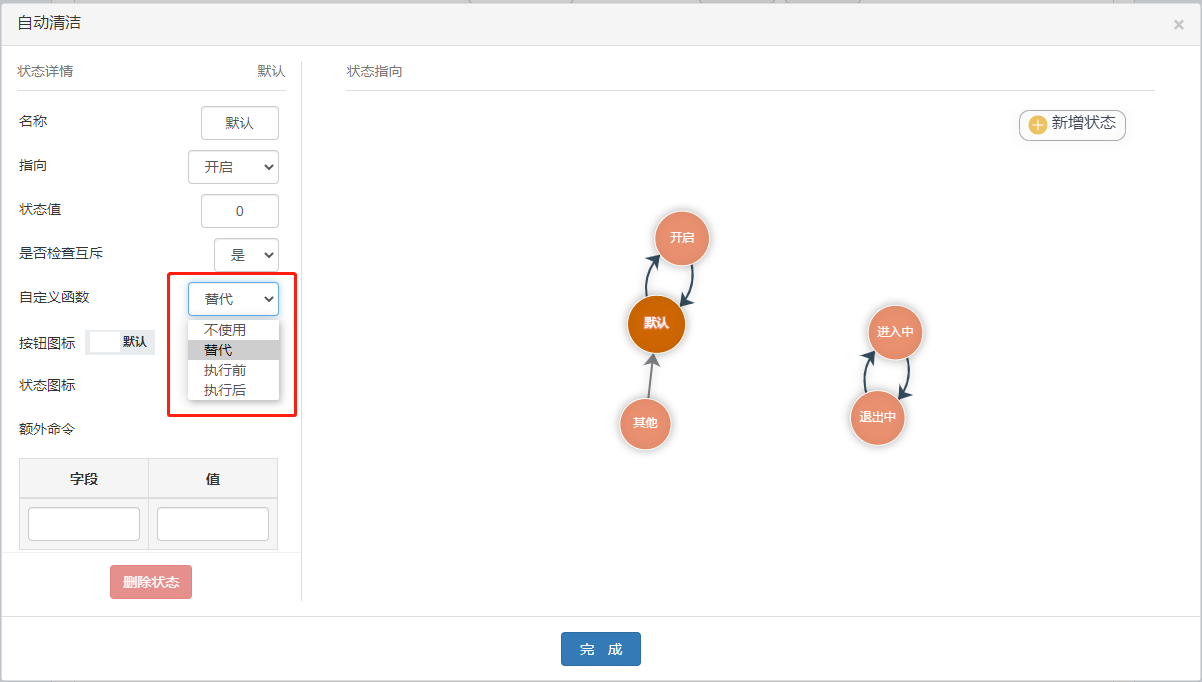 自动清洁
×
状态详情 默认
状态指向
名称 默认
新增状态
指向 开启
状态值 0
是否检查互斥 是
自定义函数 替代
不使用
替代
执行前
执行后
按钮图标 默认
状态图标
额外命令
字段 值
删除状态
开启
默认
其他
进入中
退出中
完 成